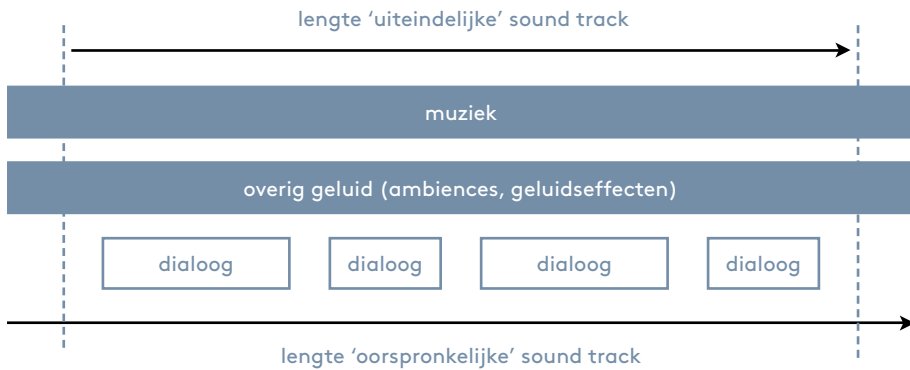 lengte ‘uiteindelijke’ sound track
muziek
overig geluid (ambiences, geluidseffecten)
dialoog dialoog dialoog dialoog
lengte ‘oorspronkelijke’ sound track